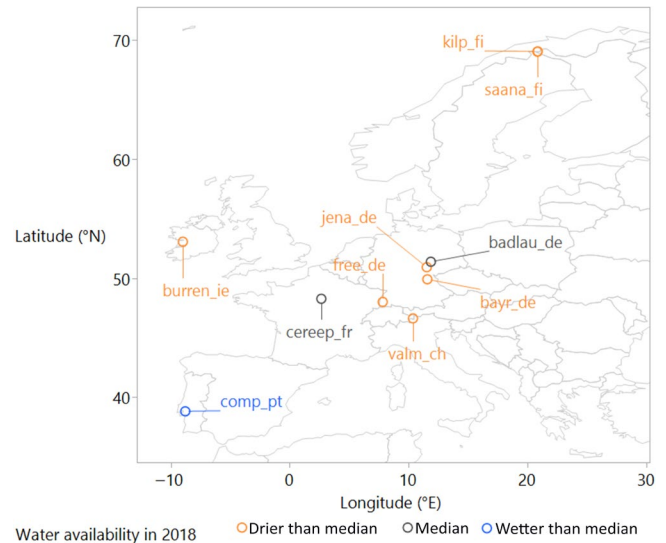 70
kilp_fi
saana_fi
60
Latitude (°N)
jena_de
badlau_de
free_de
50
burren_ie
bayr_de
cereep_fr
valm_ch
comp_pt
40
−10 0 10 20 30
Longitude (°E)
Water availability in 2018 Drier than median Median Wetter than median